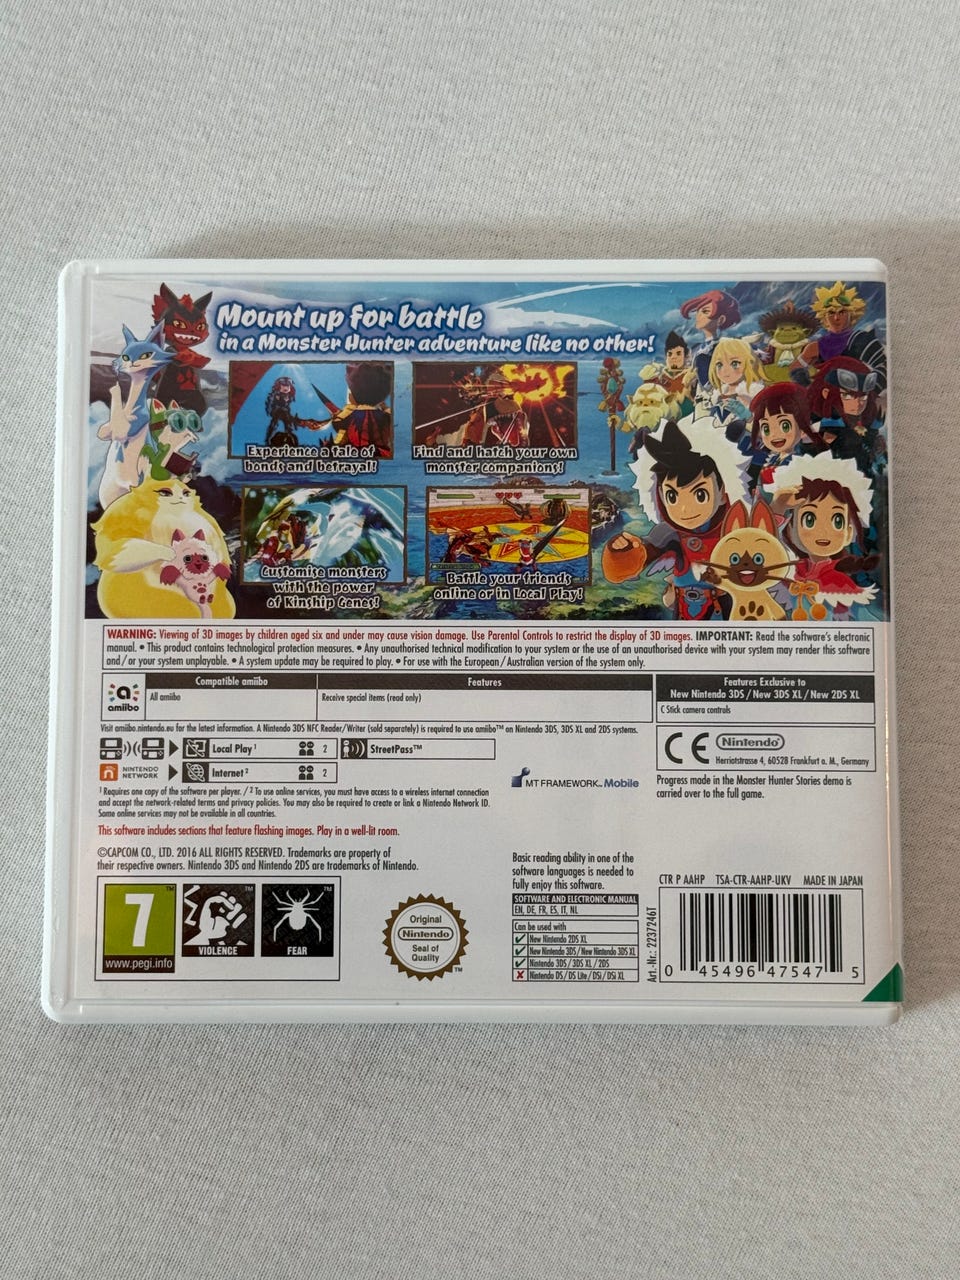 Mount up for battle
in a Monster Hunter adventure like no other!
Experience a tale of
bonds and betrayal!
Find and hatch your own
monster companions!
Customise monsters
with the power
of Kinship Genes!
Battle your friends
online or in Local Play!
WARNING: Viewing of 3D images by children aged six and under may cause vision damage. Use Parental Controls to restrict the display of 3D images. IMPORTANT: Read the software's electronic
manual. • This product contains technological protection measures. • Any unauthorised technical modification to your system or the use of an unauthorised device with your system may render this software
and/or your system unplayable. • A system update may be required to play. • For use with the European / Australian version of the system only.
amiibo
Compatible amiibo
All amiibo
Features
Receive special items (read only)
Features Exclusive to
New Nintendo 3DS / New 3DS XL / New 2DS XL
C Stick camera controls
Visit amiibo.nintendo.eu for the latest information. A Nintendo 3DS NFC Reader/Writer (sold separately) is required to use amiibo™ on Nintendo 3DS, 3DS XL and 2DS systems.
Local Play¹ 2
StreetPass™
NINTENDO
NETWORK
Internet² 2
¹ Requires one copy of the software per player. / ² To use online services, you must have access to a wireless internet connection
and accept the network-related terms and privacy policies. You may also be required to create or link a Nintendo Network ID.
Some online services may not be available in all countries.
This software includes sections that feature flashing images. Play in a well-lit room.
MT FRAMEWORK™ Mobile
CE
Nintendo
Herriotstrasse 4, 60528 Frankfurt a. M., Germany
Progress made in the Monster Hunter Stories demo is
carried over to the full game.
©CAPCOM CO., LTD. 2016 ALL RIGHTS RESERVED. Trademarks are property of
their respective owners. Nintendo 3DS and Nintendo 2DS are trademarks of Nintendo.
7
www.pegi.info
VIOLENCE
FEAR
Original
Nintendo
Seal of
Quality
Basic reading ability in one of the
software languages is needed to
fully enjoy this software.
SOFTWARE AND ELECTRONIC MANUAL
EN, DE, FR, ES, IT, NL
Can be used with
New Nintendo 2DS XL
New Nintendo 3DS / New Nintendo 3DS XL
Nintendo 3DS / 3DS XL / 2DS
Nintendo DS / DS Lite / DSi / DSi XL
Art.-Nr.: 2237246T
CTR P AAHP TSA-CTR-AAHP-UKV MADE IN JAPAN
0 45496 47547 5